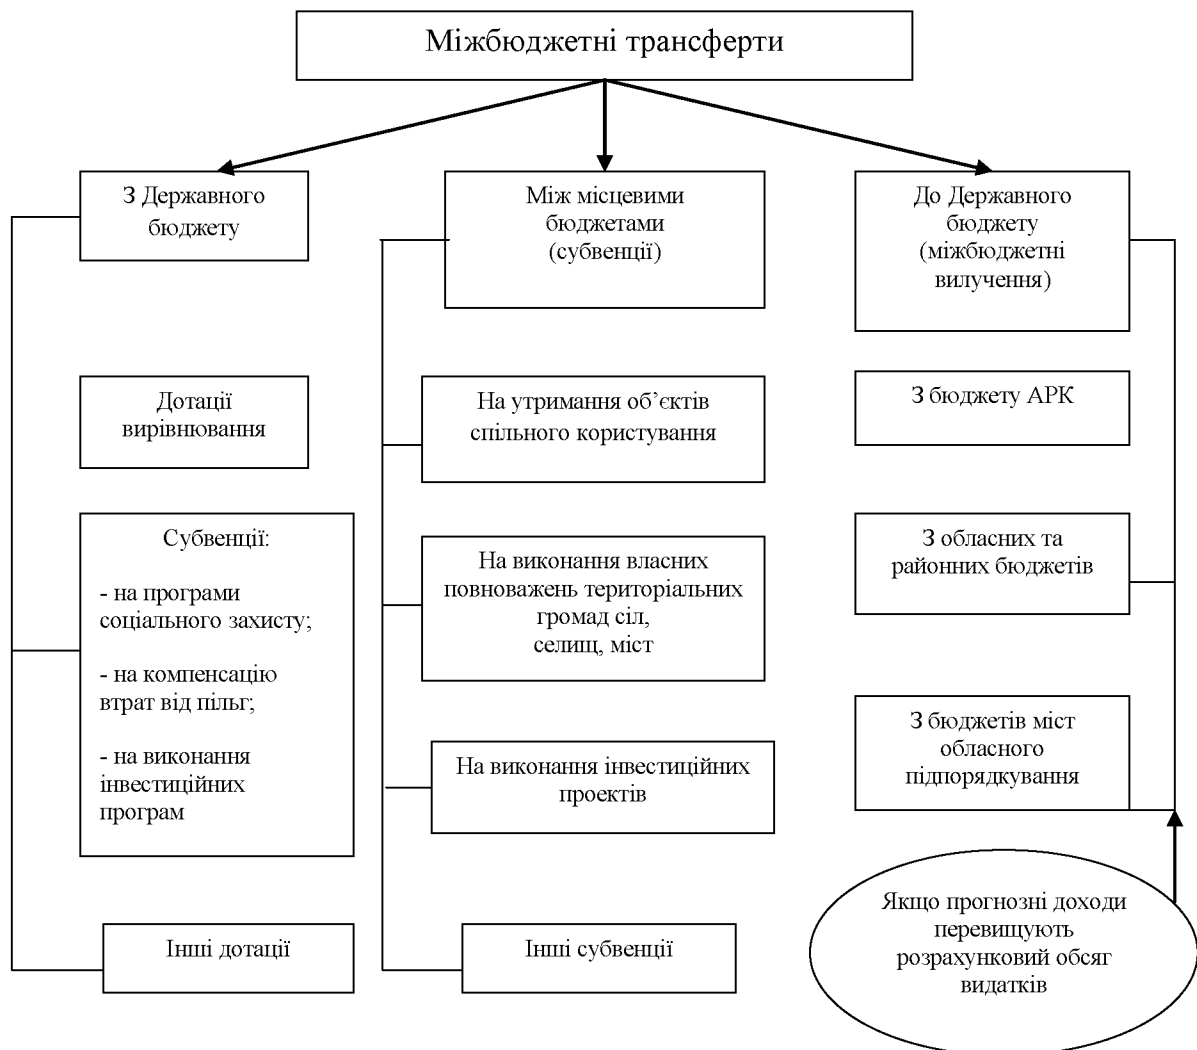 Міжбюджетні трансферти
З Державного
бюджету
Між місцевими
бюджетами
(субвенції)
До Державного
бюджету
(міжбюджетні
вилучення)
Дотації
вирівнювання
На утримання об’єктів
спільного користування
З бюджету АРК
Субвенції:
- на програми
соціального захисту;
- на компенсацію
втрат від пільг;
- на виконання
інвестиційних
програм
На виконання власних
повноважень територіальних
громад сіл,
селищ, міст
З обласних та
районних бюджетів
На виконання інвестиційних
проектів
З бюджетів міст
обласного
підпорядкування
Інші дотації
Інші субвенції
Якщо прогнозні доходи
перевищують
розрахунковий обсяг
видатків